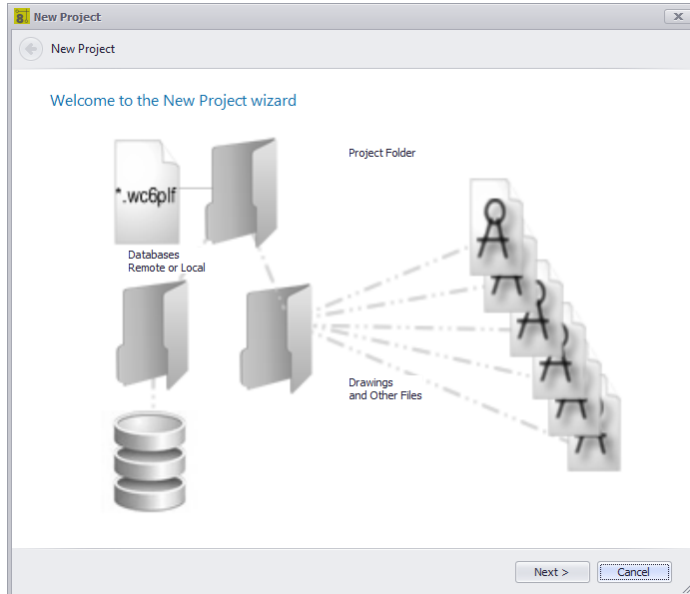 8 New Project
New Project
Welcome to the New Project wizard
*.wc6plf
Project Folder
Databases
Remote or Local
Drawings
and Other Files
Next >
Cancel